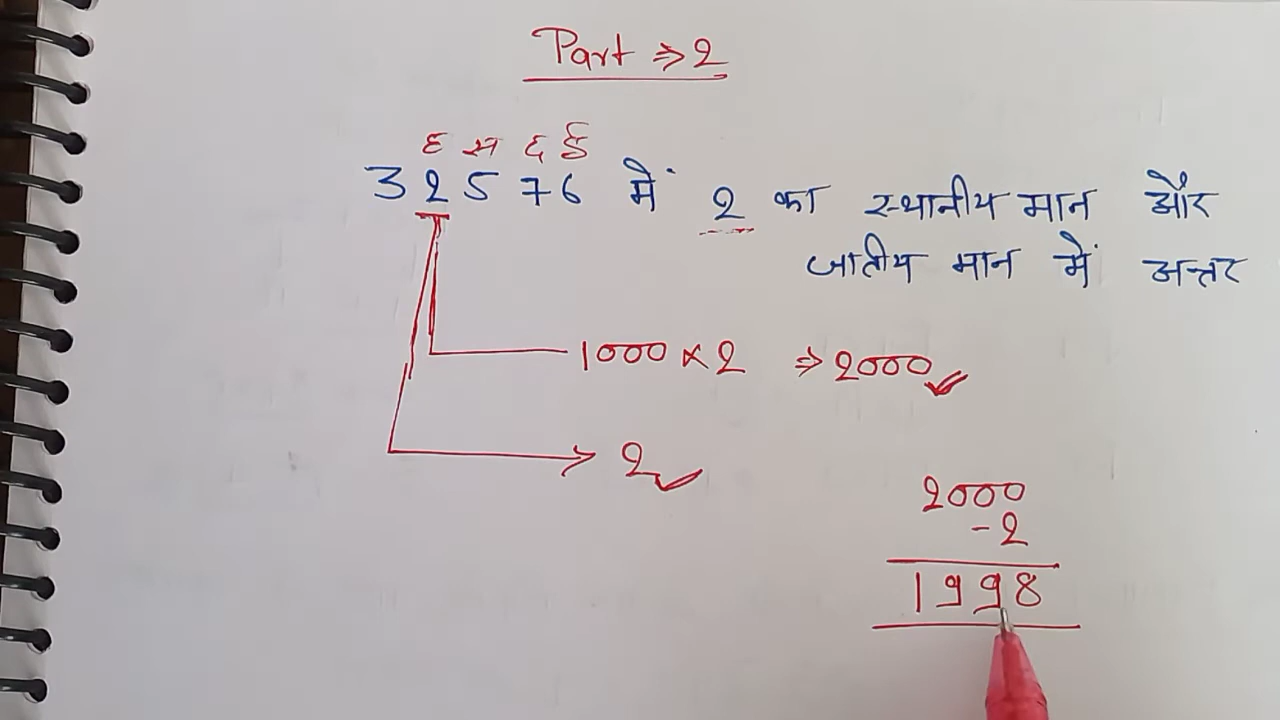 Part ⇒ 2
ह स द ई
32576 में 2 का स्थानीय मान और
जातीय मान में अन्तर
1000 × 2 ⇒ 2000
2
2000
-2
1998